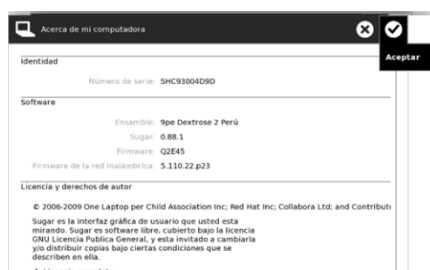 Acerca de mi computadora
Aceptar
Identidad
Número de serie: SHC93004D9D
Software
Ensamble: 9pe Dextrose 2 Perú
Sugar: 0.88.1
Firmware: Q2E45
Firmware de la red inalámbrica: 5.110.22.p23
Licencia y derechos de autor
© 2006-2009 One Laptop per Child Association Inc; Red Hat Inc; Collabora Ltd; and Contribut
Sugar es la interfaz gráfica de usuario que usted esta
mirando. Sugar es software libre, cubierto bajo la licencia
GNU Licencia Publica General, y esta invitado a cambiarla
y/o distribuir copias bajo ciertas condiciones que se
describen en ella.